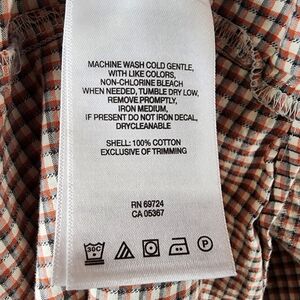 MACHINE WASH COLD GENTLE,
WITH LIKE COLORS,
NON-CHLORINE BLEACH
WHEN NEEDED, TUMBLE DRY LOW,
REMOVE PROMPTLY,
IRON MEDIUM,
IF PRESENT DO NOT IRON DECAL,
DRYCLEANABLE
SHELL: 100% COTTON
EXCLUSIVE OF TRIMMING
RN 69724
CA 05367
30C P